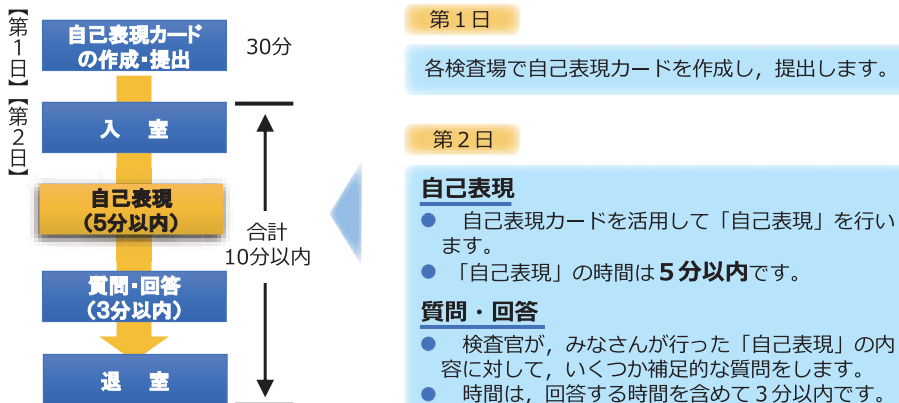 【第1日】
自己表現カード
の作成・提出
30分
【第2日】
入　室
自己表現
(5分以内)
合計
10分以内
質問・回答
(3分以内)
退　室
第１日
各検査場で自己表現カードを作成し，提出します。
第２日
自己表現
●　自己表現カードを活用して「自己表現」を行い
ます。
●　「自己表現」の時間は５分以内です。
質問・回答
●　検査官が，みなさんが行った「自己表現」の内
容に対して，いくつか補足的な質問をします。
●　時間は，回答する時間を含めて３分以内です。